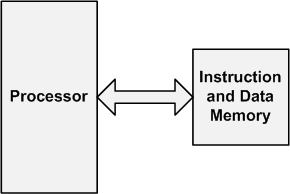 Processor
Instruction
and Data
Memory